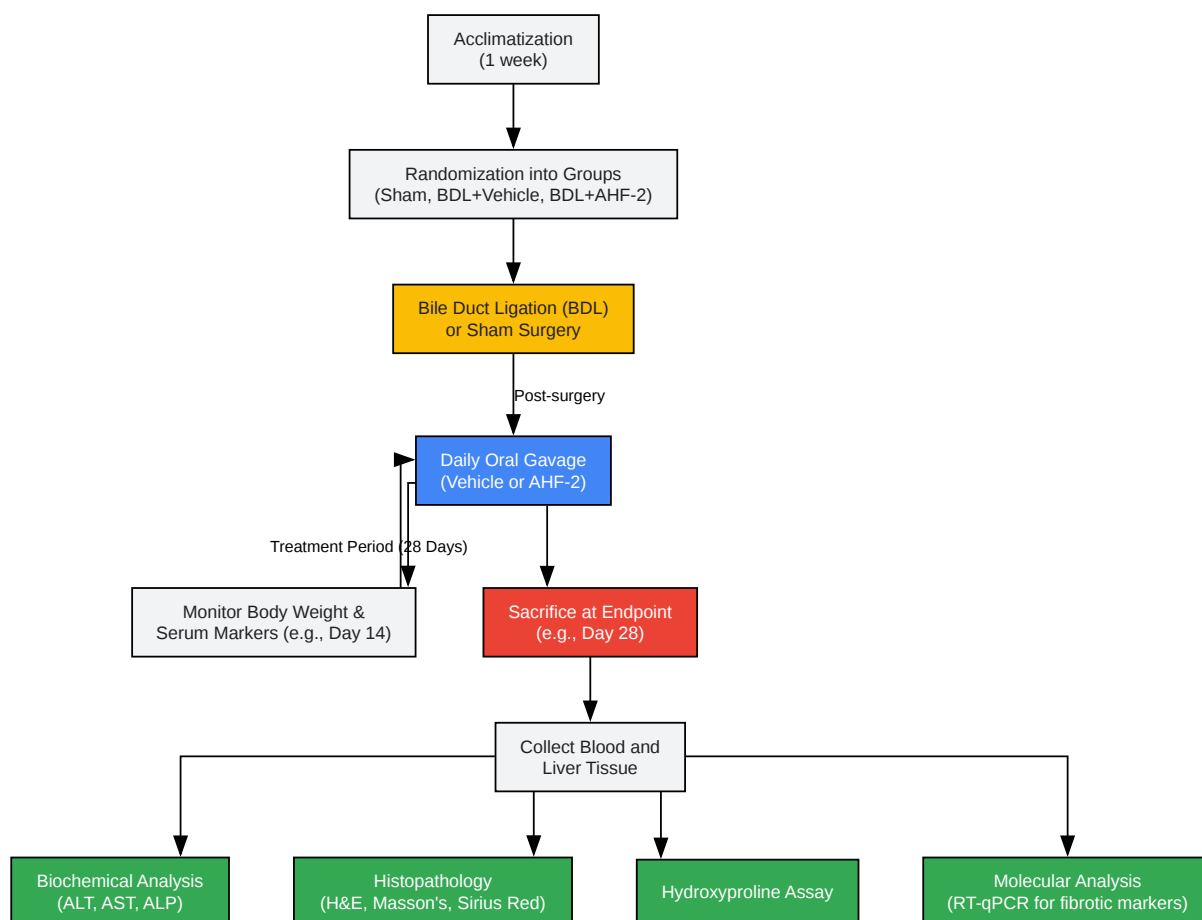 Acclimatization
(1 week)
Randomization into Groups
(Sham, BDL+Vehicle, BDL+AHF-2)
Bile Duct Ligation (BDL)
or Sham Surgery
Post-surgery
Daily Oral Gavage
(Vehicle or AHF-2)
Treatment Period (28 Days)
Monitor Body Weight &
Serum Markers (e.g., Day 14)
Sacrifice at Endpoint
(e.g., Day 28)
Collect Blood and
Liver Tissue
Biochemical Analysis
(ALT, AST, ALP)
Histopathology
(H&E, Masson's, Sirius Red)
Hydroxyproline Assay
Molecular Analysis
(RT-qPCR for fibrotic markers)